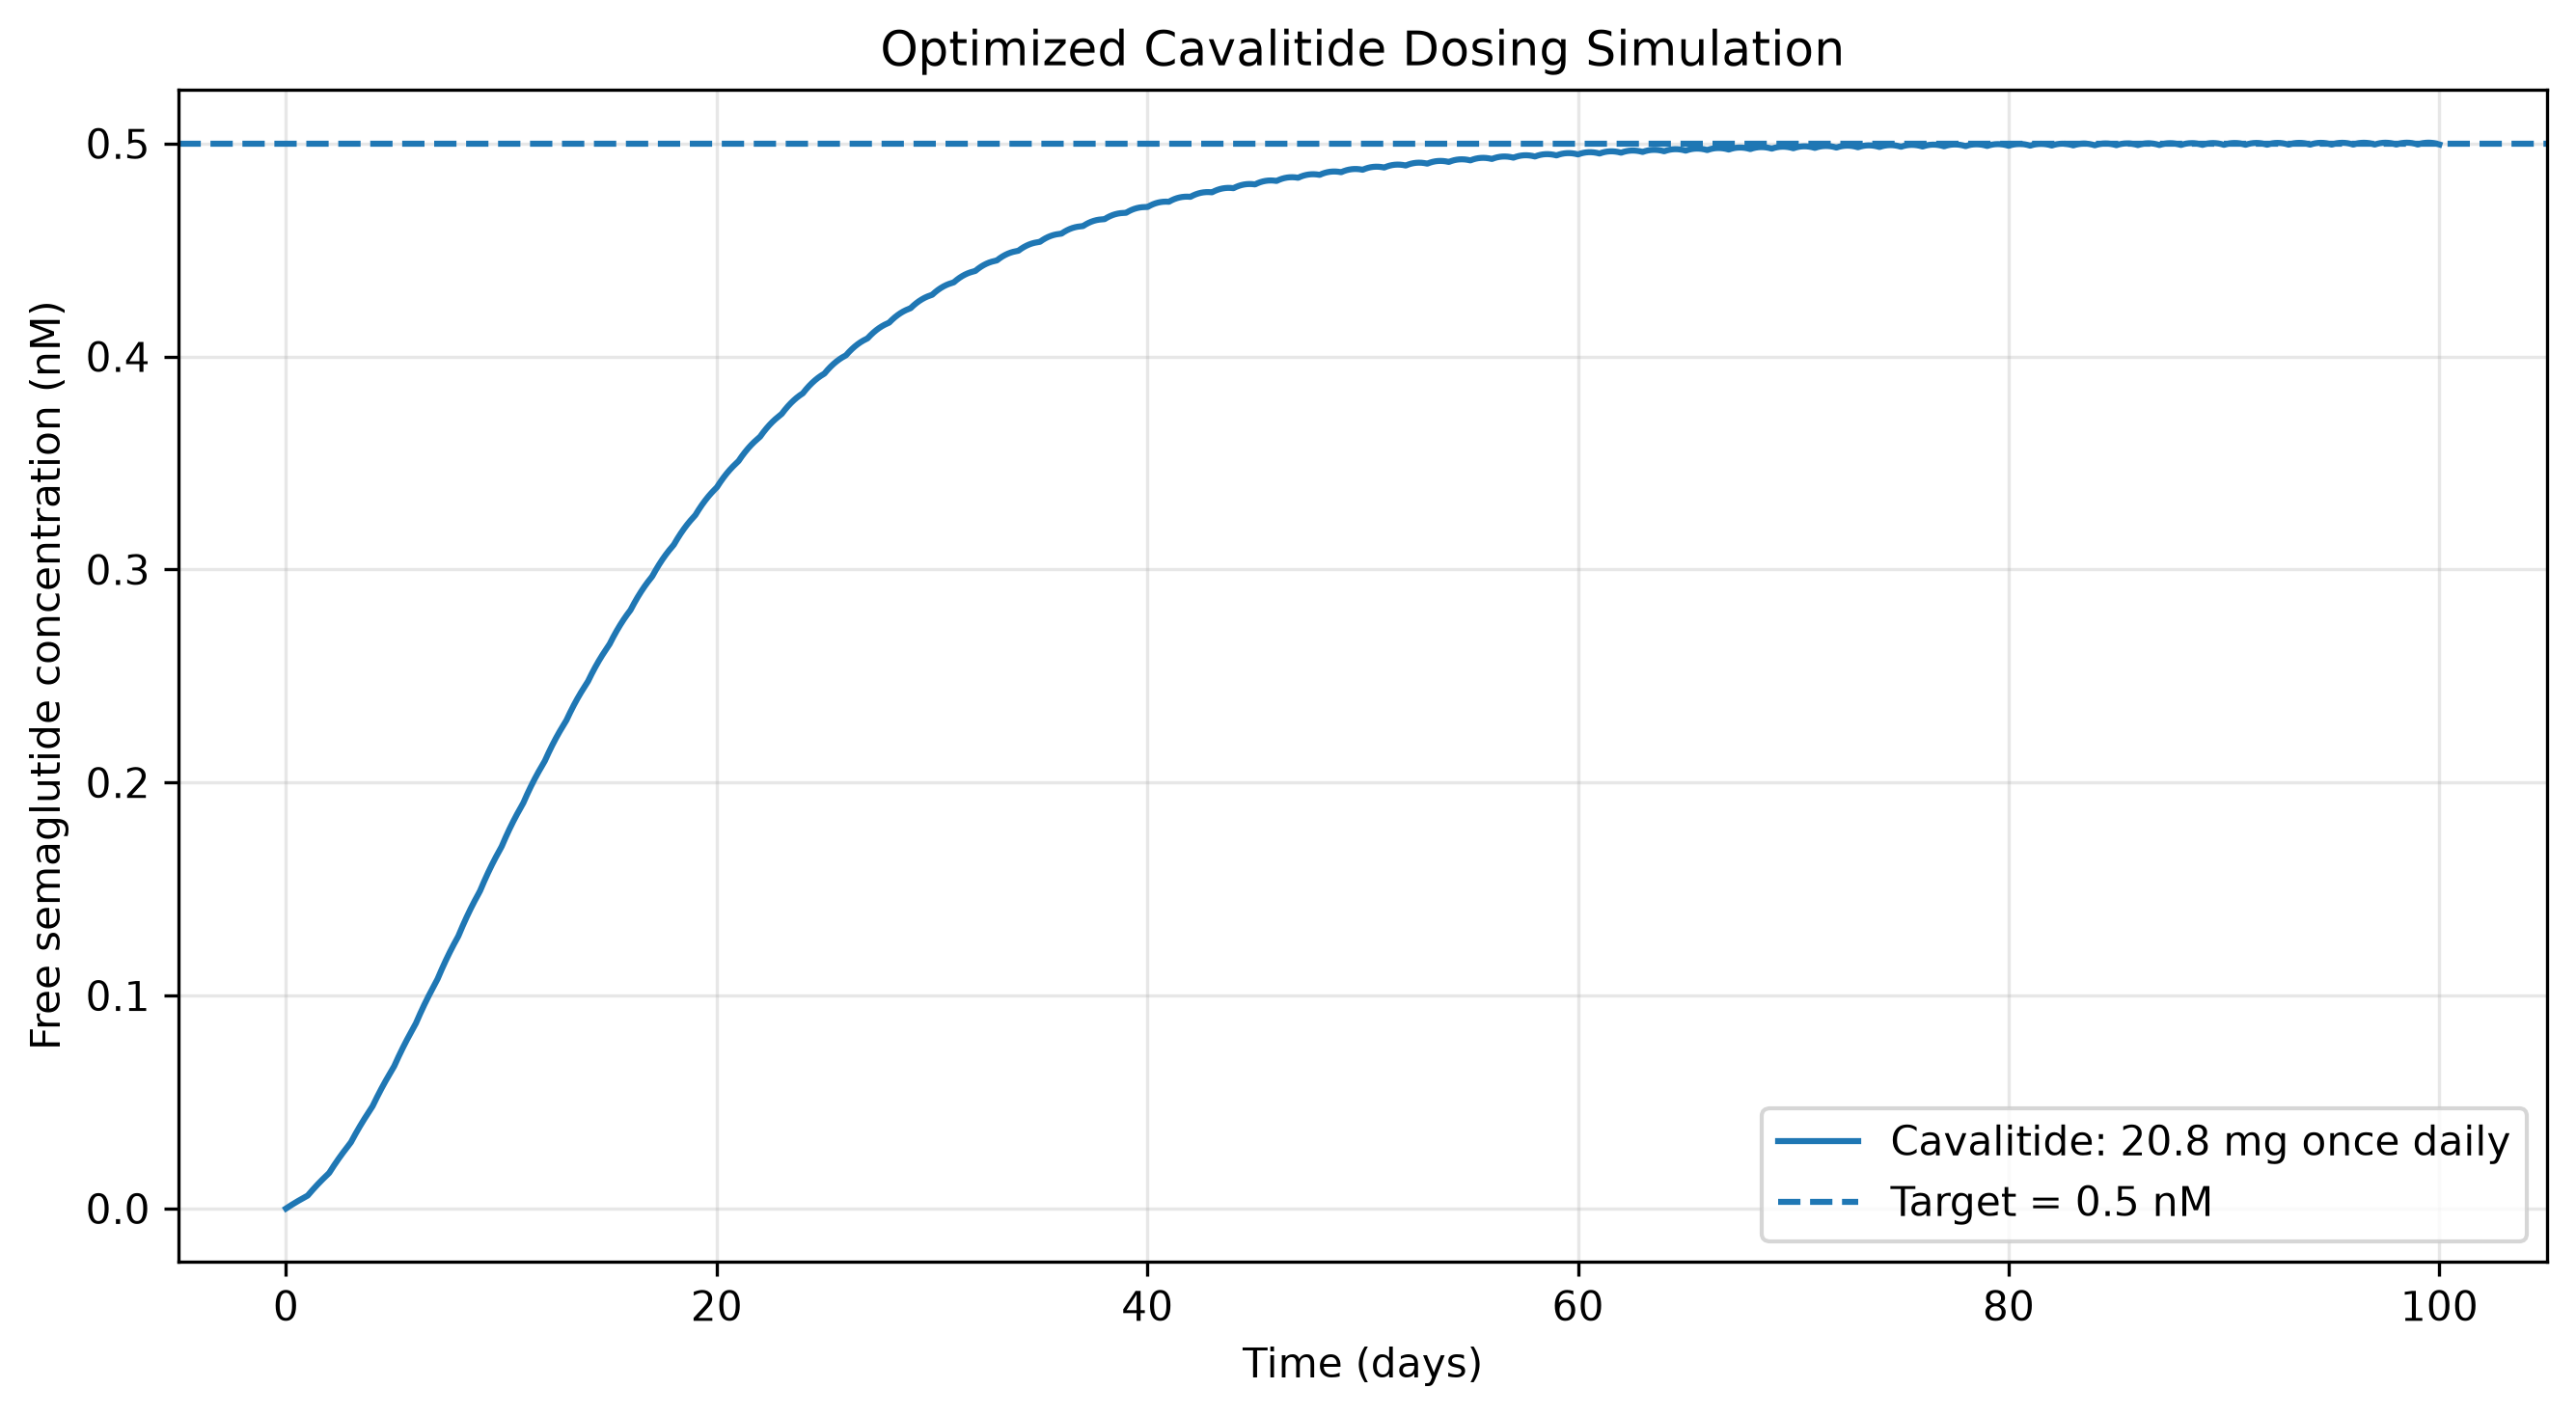 Optimized Cavalitide Dosing Simulation
Free semaglutide concentration (nM)
0.5
0.4
0.3
0.2
0.1
0.0
Cavalitide: 20.8 mg once daily
Target = 0.5 nM
0 20 40 60 80 100
Time (days)